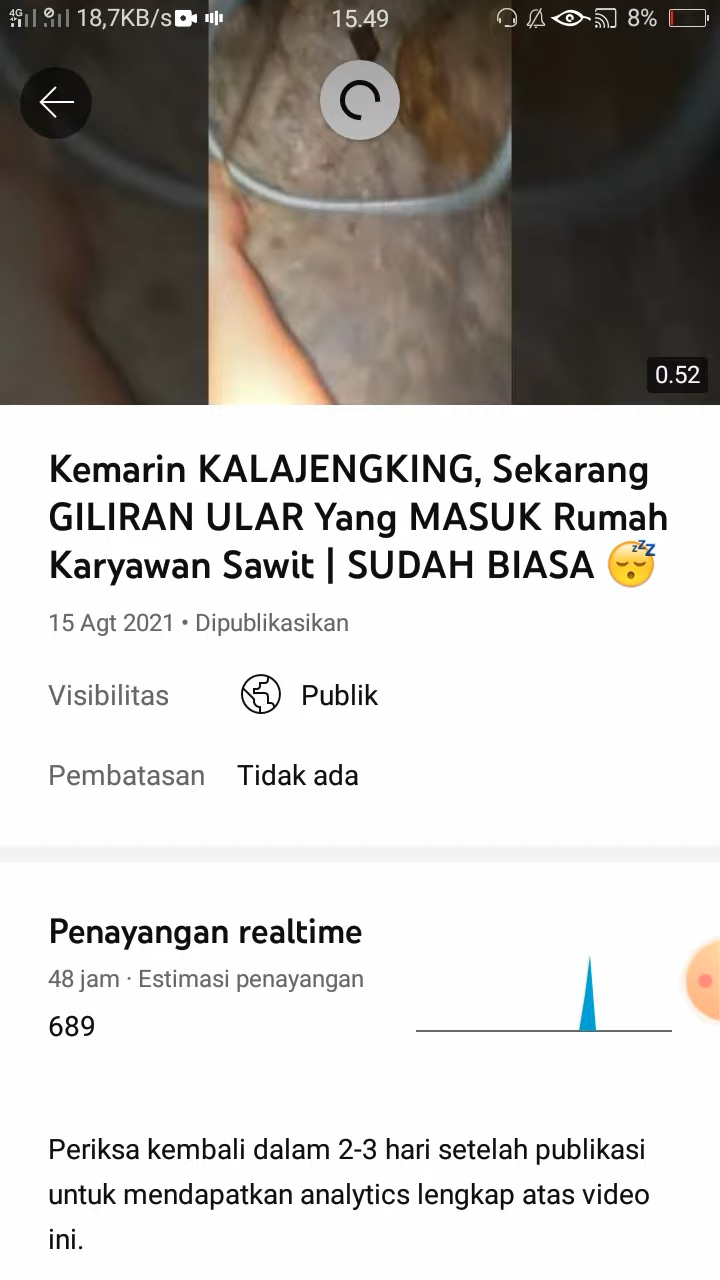 4G 18,7KB/s 15.49 8%
0.52
Kemarin KALAJENGKING, Sekarang
GILIRAN ULAR Yang MASUK Rumah
Karyawan Sawit | SUDAH BIASA 😴
15 Agt 2021 • Dipublikasikan
Visibilitas Publik
Pembatasan Tidak ada
Penayangan realtime
48 jam · Estimasi penayangan
689
Periksa kembali dalam 2-3 hari setelah publikasi
untuk mendapatkan analytics lengkap atas video
ini.